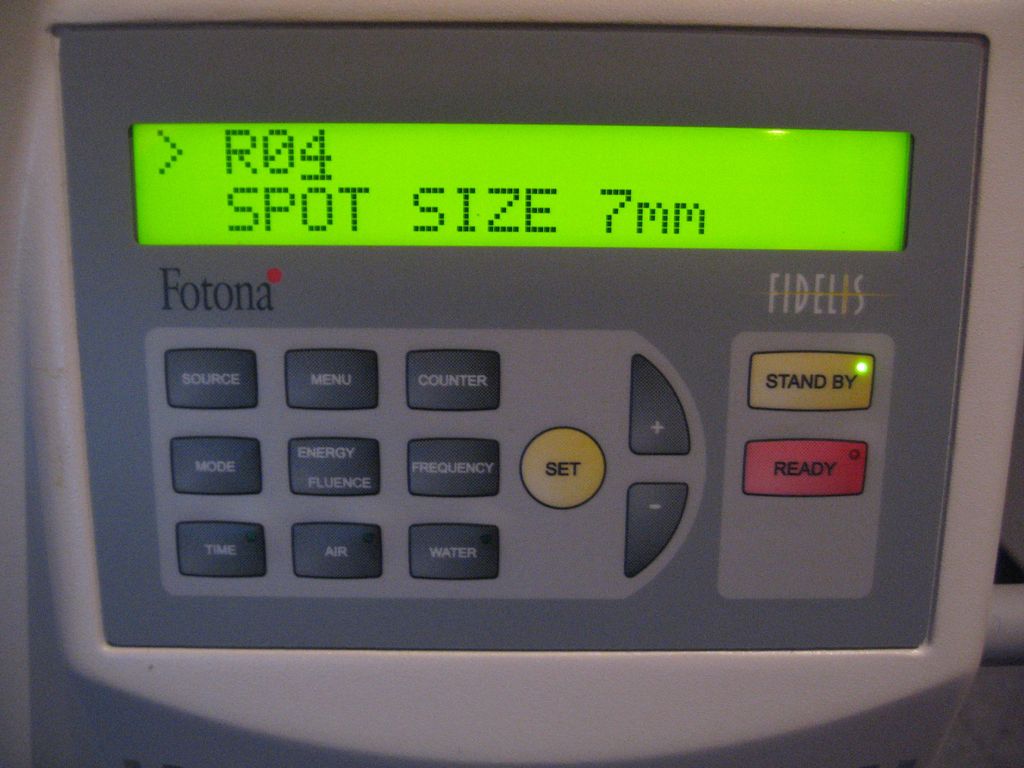 > R04
SPOT SIZE 7mm
Fotona
FIDELIS
SOURCE
MENU
COUNTER
+
STAND BY
MODE
ENERGY
FLUENCE
FREQUENCY
SET
READY
-
TIME
AIR
WATER